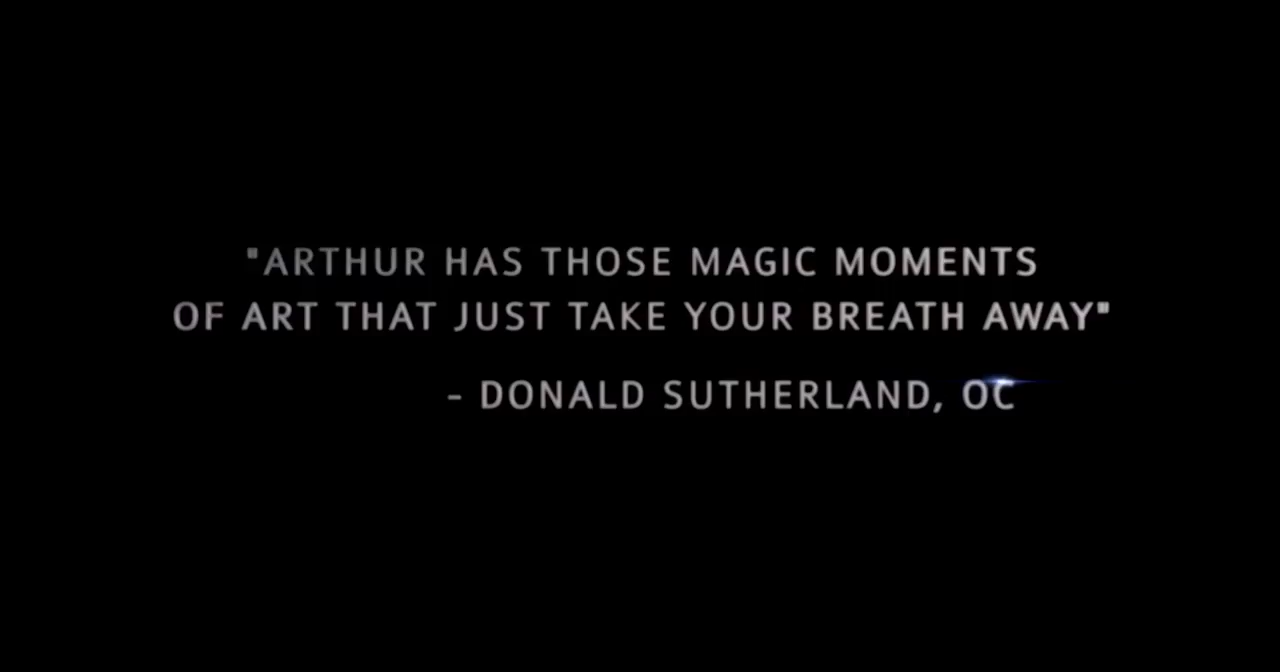 "ARTHUR HAS THOSE MAGIC MOMENTS
OF ART THAT JUST TAKE YOUR BREATH AWAY"
- DONALD SUTHERLAND, OC